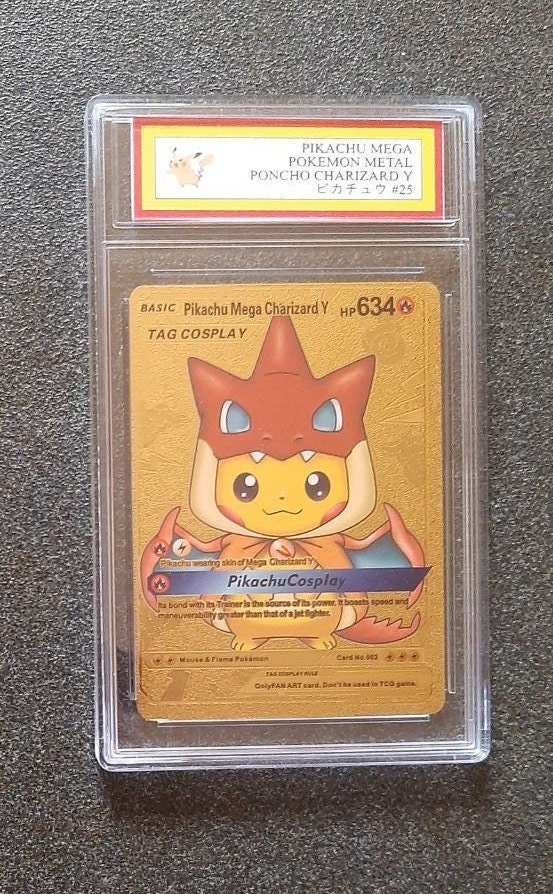 PIKACHU MEGA
POKEMON METAL
PONCHO CHARIZARD Y
ピカチュウ #25
BASIC Pikachu Mega Charizard Y HP634
TAG COSPLAY
Pikachu wearing skin of Mega Charizard Y
PikachuCosplay
Its bond with its Trainer is the source of its power. It boosts speed and
maneuverability greater than that of a jet fighter.
Mouse & Flame Pokémon Card No.002
TAG COSPLAY RULE
OnlyFAN ART card. Don't be used in TCG game.